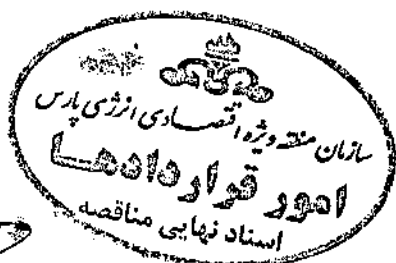 سازمان منطقه ویژه اقتصادی انرژی پارس
امور قراردادها
اسناد نهایی مناقصه